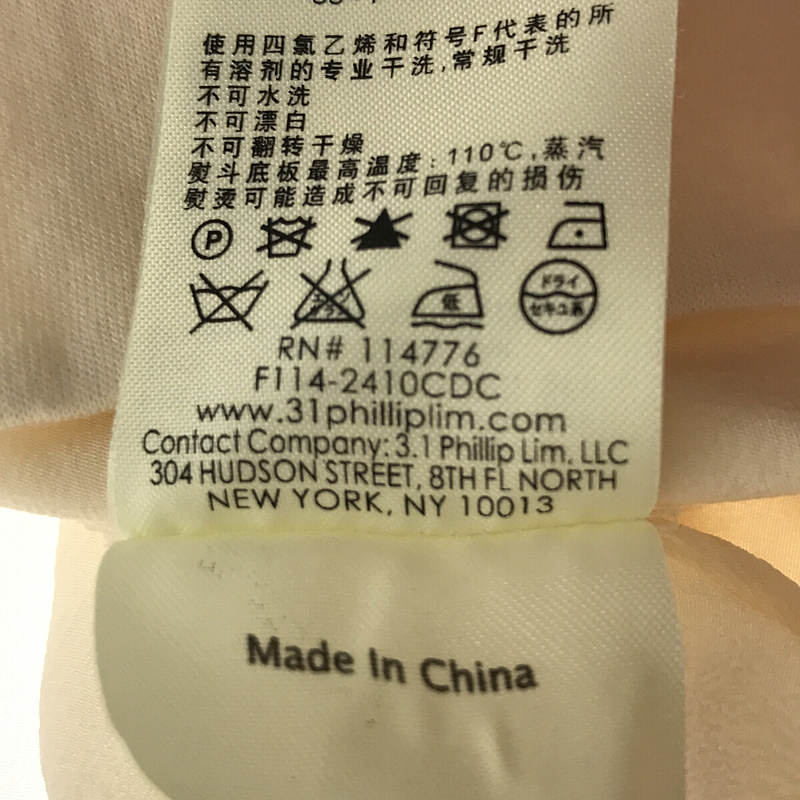 使用四氯乙烯和符号F代表的所
有溶剂的专业干洗,常规干洗
不可水洗
不可漂白
不可翻转干燥
熨斗底板最高温度:110℃,蒸汽
熨烫可能造成不可回复的损伤
P
低
ドライ
セキユ系
RN# 114776
F114-2410CDC
www.31philliplim.com
Contact Company: 3.1 Phillip Lim, LLC
304 HUDSON STREET, 8TH FL NORTH
NEW YORK, NY 10013
Made In China